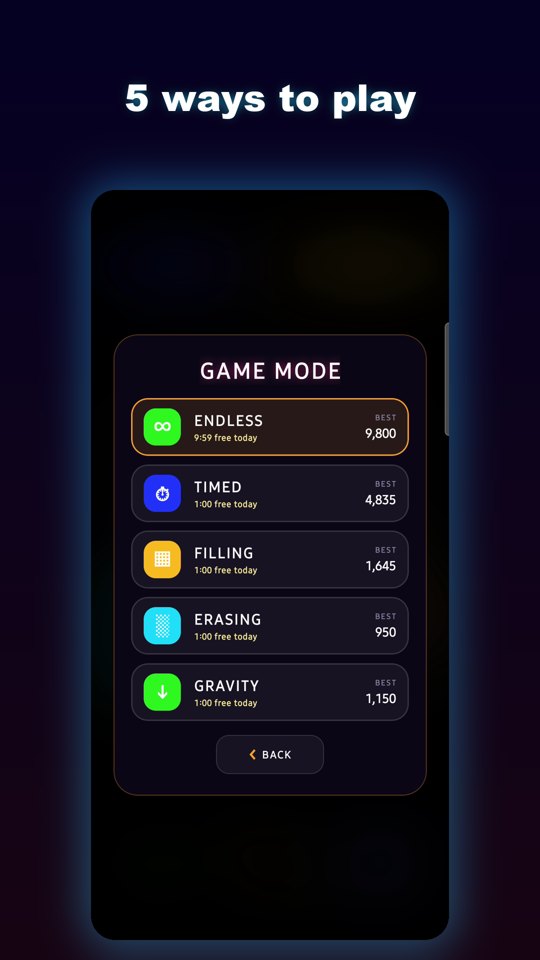 5 ways to play
GAME MODE
ENDLESS
9:59 free today
BEST
9,800
TIMED
1:00 free today
BEST
4,835
FILLING
1:00 free today
BEST
1,645
ERASING
1:00 free today
BEST
950
GRAVITY
1:00 free today
BEST
1,150
BACK